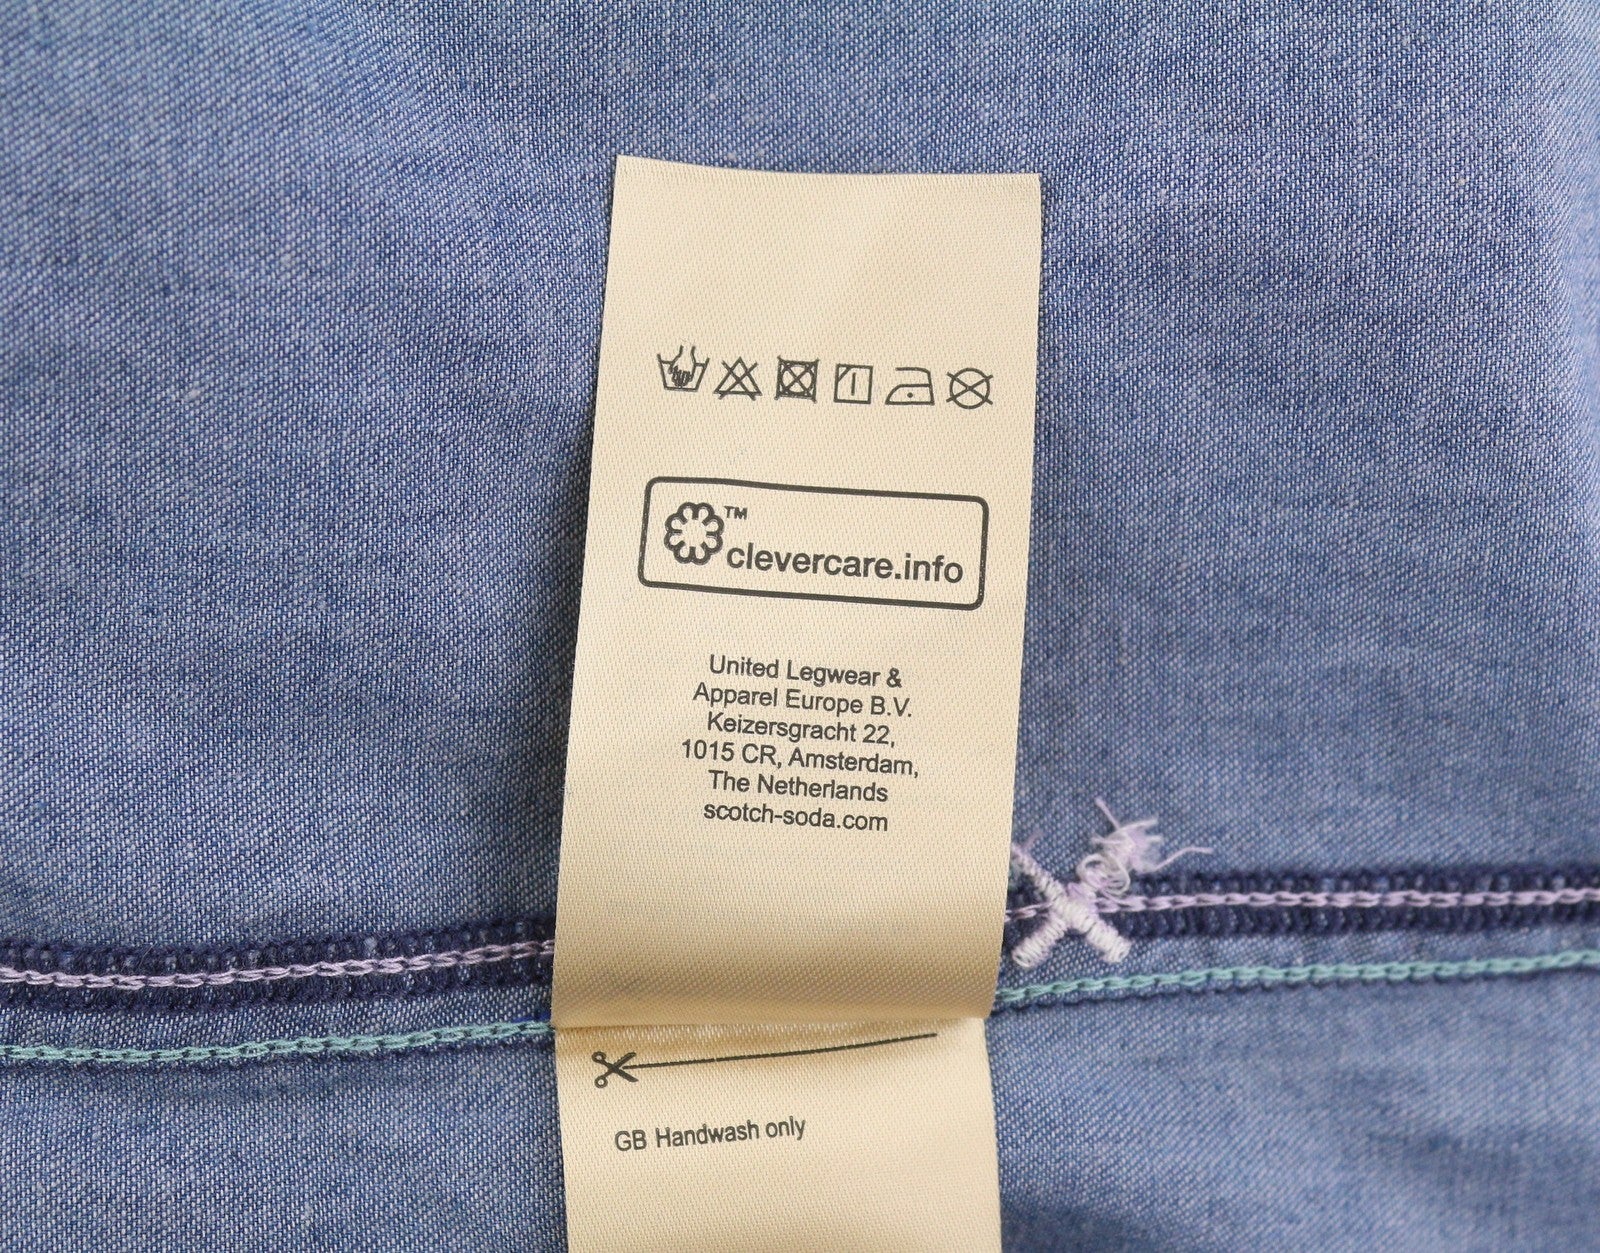 ™
clevercare.info
United Legwear &
Apparel Europe B.V.
Keizersgracht 22,
1015 CR, Amsterdam,
The Netherlands
scotch-soda.com
GB Handwash only